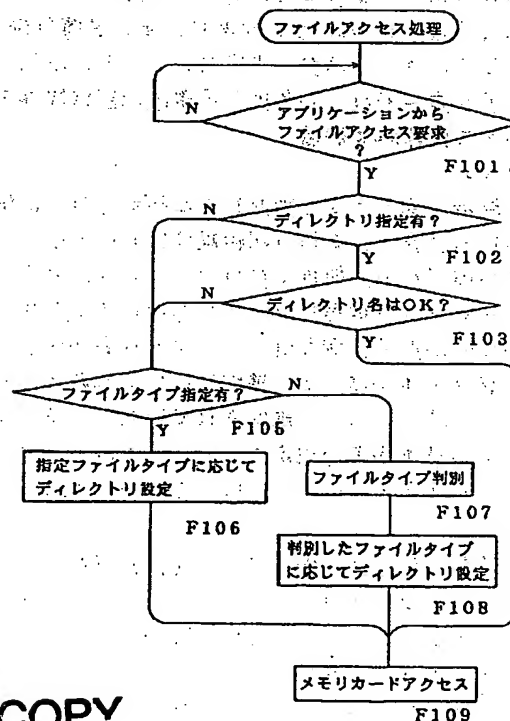 ファイルアクセス処理
N
アプリケーションから
ファイルアクセス要求
?
Y
F101
N
ディレクトリ指定有?
Y
F102
N
ディレクトリ名はOK?
Y
F103
ファイルタイプ指定有?
N
Y
F105
指定ファイルタイプに応じて
ディレクトリ設定
F106
ファイルタイプ判別
F107
判別したファイルタイプ
に応じてディレクトリ設定
F108
メモリカードアクセス
F109
COPY